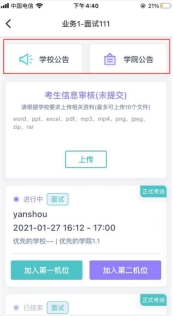 中国电信 下午 4:40
业务1-面试111
学校公告 学院公告
考生信息审核(未提交)
请根据学校要求上传相关资料(最多可上传10个文件)
word, ppt, excel, pdf, mp3, mp4, png, jpeg,
zip, rar
上传
正式考场
进行中 面试
yanshou
2021-01-27 16:12 - 17:00
优先的学校一 | 优先的学院1.1
加入第一机位 加入第二机位
正式考场
已结束 面试